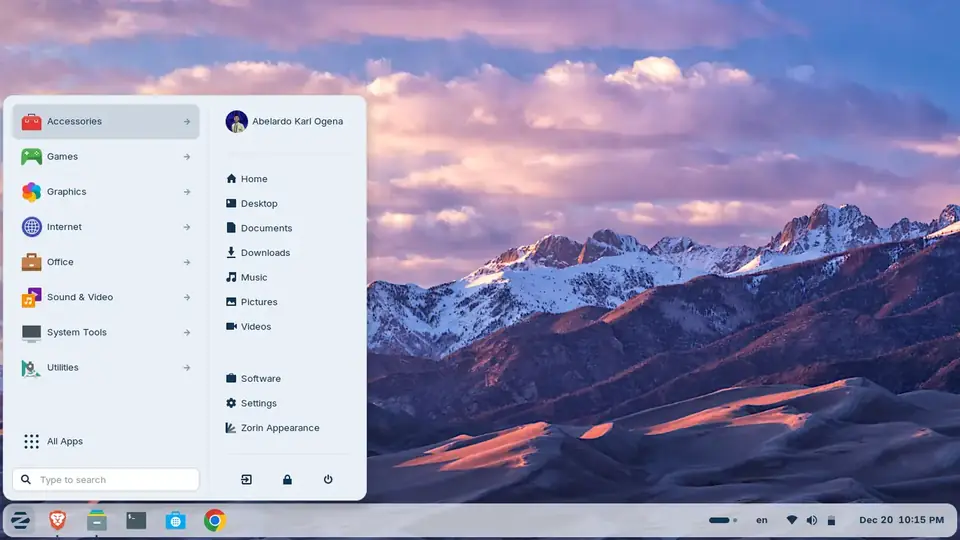 Accessories
Games
Graphics
Internet
Office
Sound & Video
System Tools
Utilities
All Apps
Type to search
Abelardo Karl Ogena
Home
Desktop
Documents
Downloads
Music
Pictures
Videos
Software
Settings
Zorin Appearance
en
Dec 20 10:15 PM